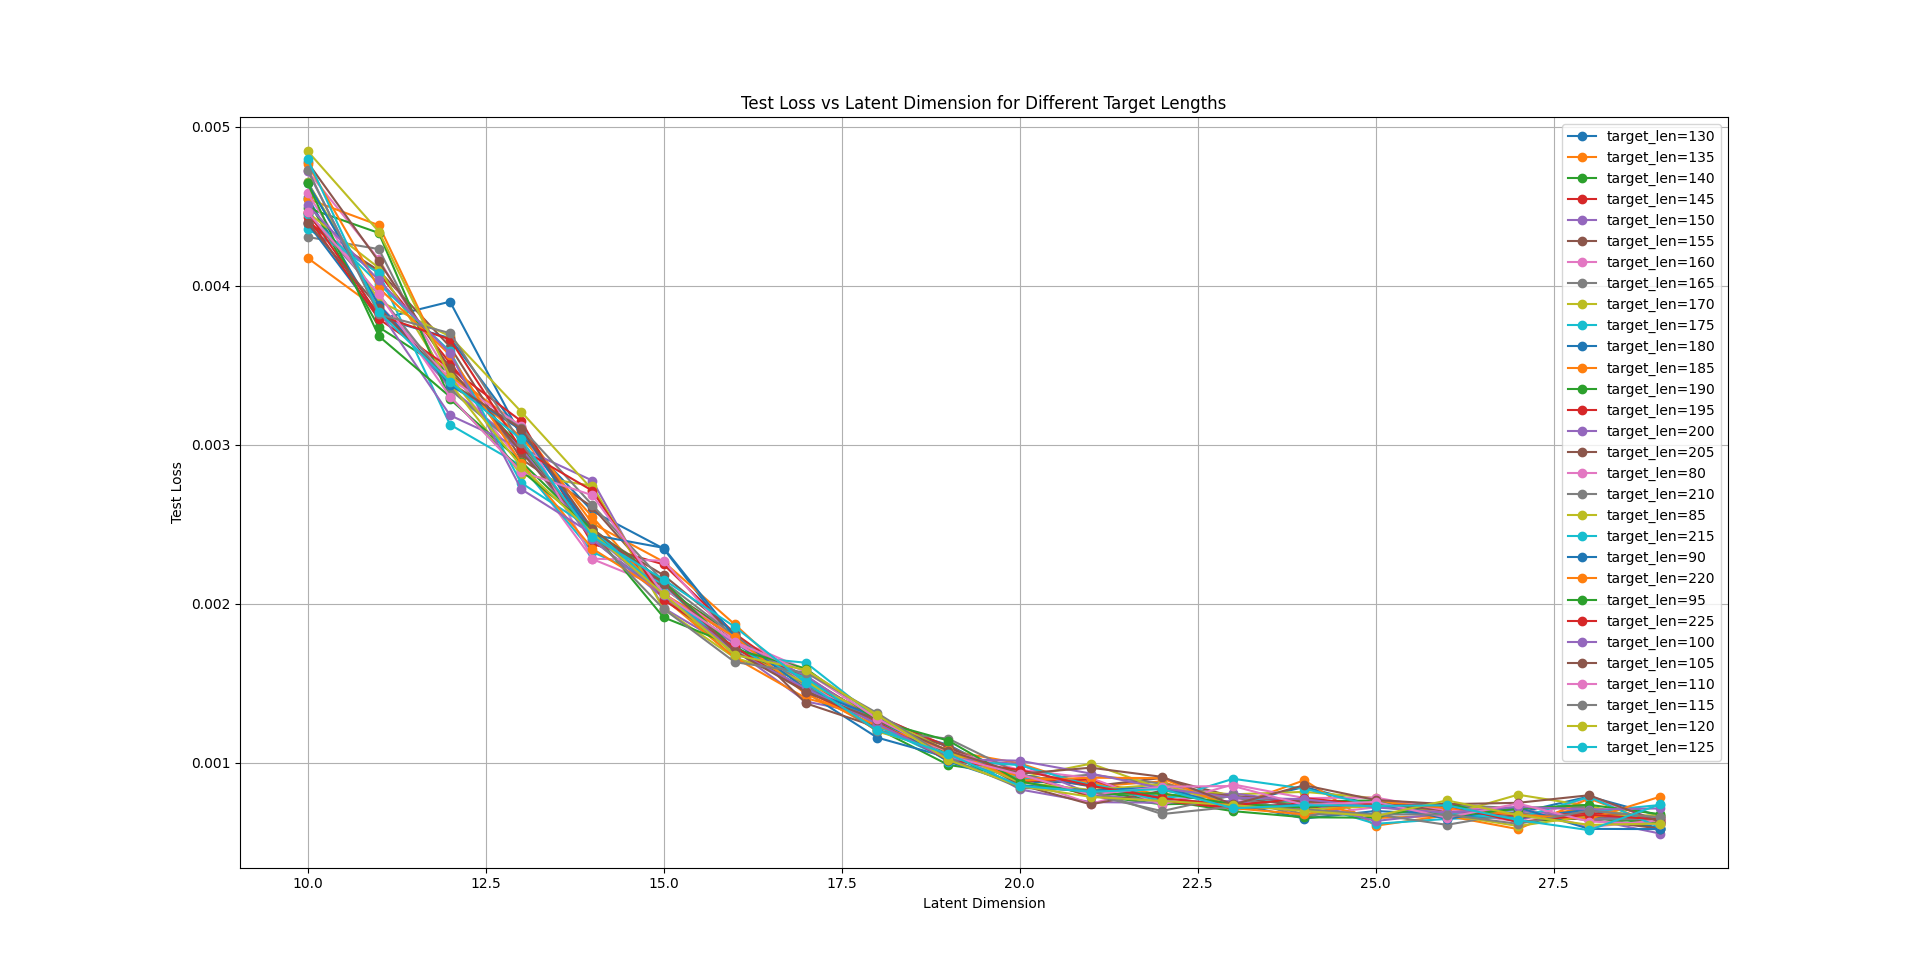 Test Loss vs Latent Dimension for Different Target Lengths
0.005
0.004
0.003
0.002
0.001
Test Loss
10.0 12.5 15.0 17.5 20.0 22.5 25.0 27.5
Latent Dimension
target_len=130
target_len=135
target_len=140
target_len=145
target_len=150
target_len=155
target_len=160
target_len=165
target_len=170
target_len=175
target_len=180
target_len=185
target_len=190
target_len=195
target_len=200
target_len=205
target_len=80
target_len=210
target_len=85
target_len=215
target_len=90
target_len=220
target_len=95
target_len=225
target_len=100
target_len=105
target_len=110
target_len=115
target_len=120
target_len=125